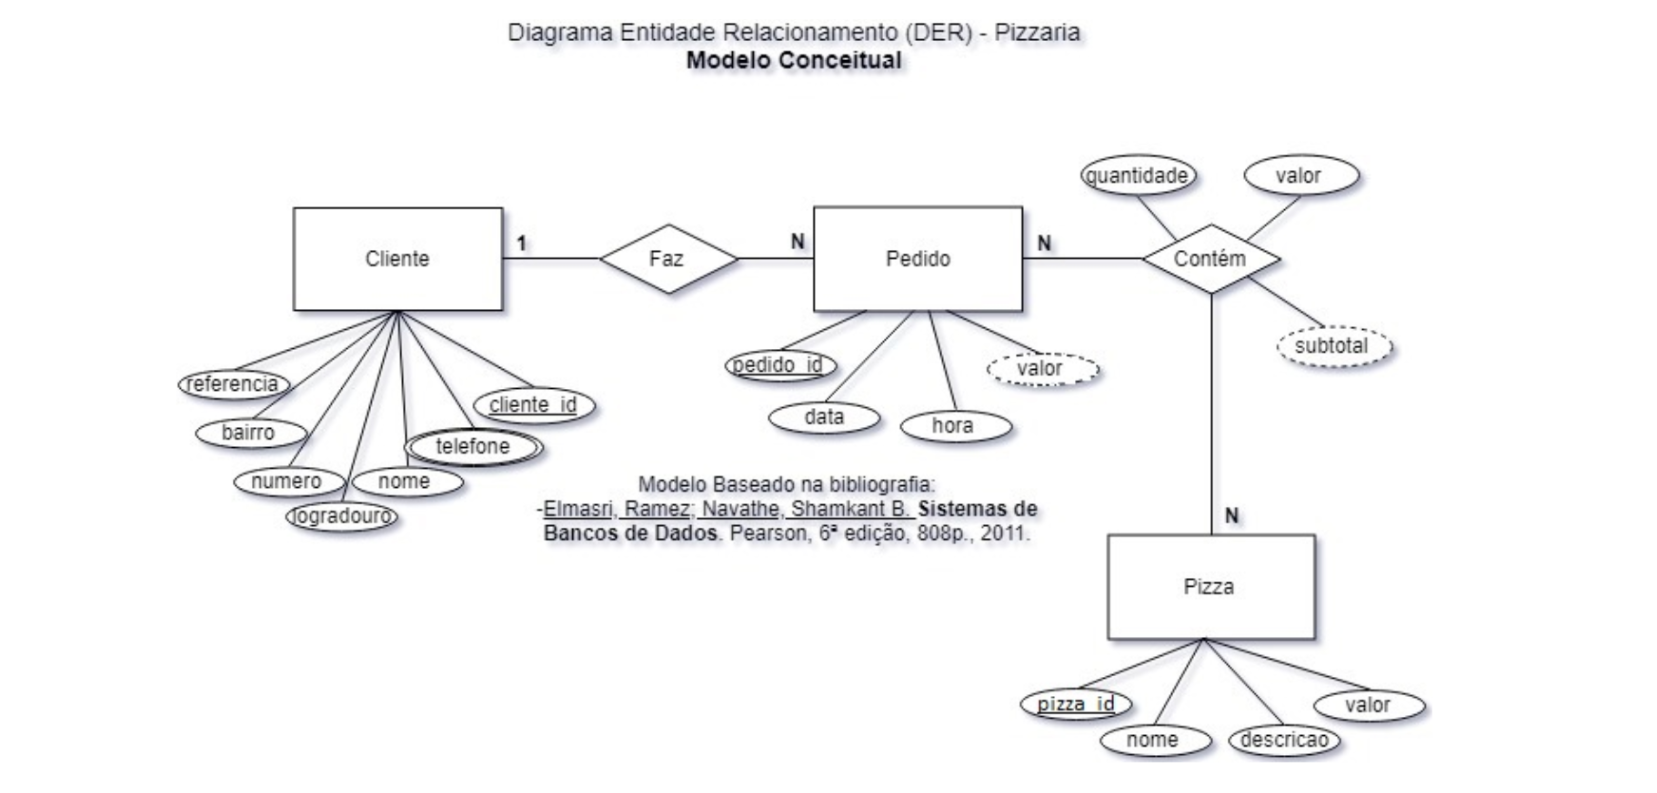 Diagrama Entidade Relacionamento (DER) - Pizzaria
Modelo Conceitual
quantidade
valor
Cliente
1
Faz
N
Pedido
N
Contém
subtotal
referencia
bairro
numero
logradouro
nome
telefone
cliente_id
pedido_id
data
hora
valor
Modelo Baseado na bibliografia:
-Elmasri, Ramez; Navathe, Shamkant B. Sistemas de
Bancos de Dados. Pearson, 6ª edição, 808p., 2011.
N
Pizza
pizza_id
nome
descricao
valor